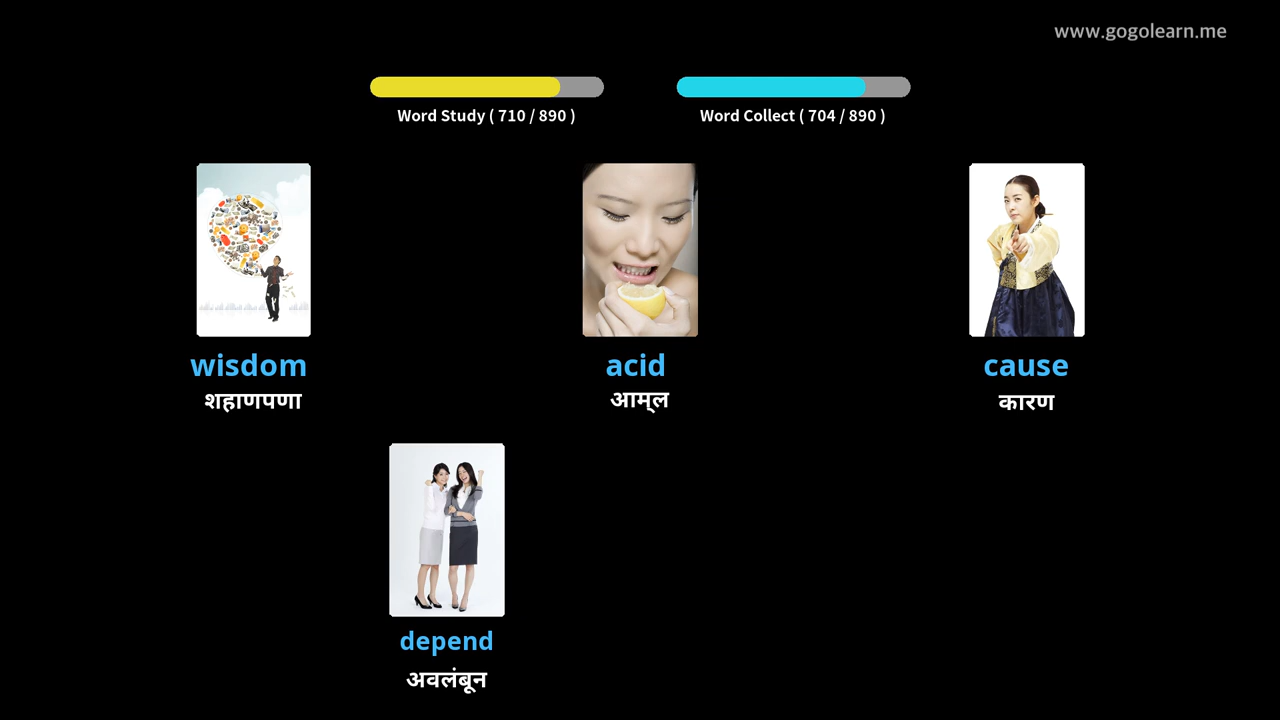 www.gogolearn.me
Word Study ( 710 / 890 )
Word Collect ( 704 / 890 )
wisdom
शहाणपणा
acid
आम्ल
cause
कारण
depend
अवलंबून